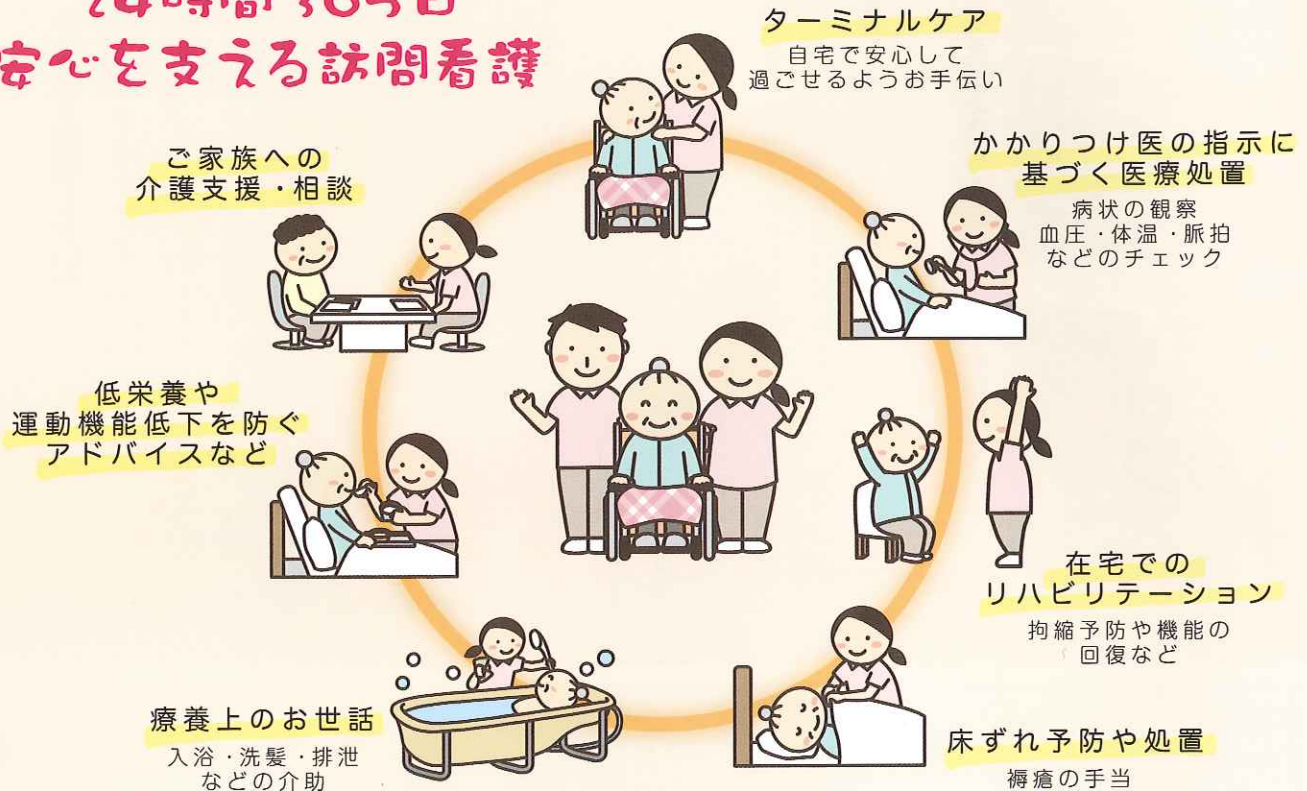 24時間365日
安心を支える訪問看護
ターミナルケア
自宅で安心して
過ごせるようお手伝い
かかりつけ医の指示に
基づく医療処置
病状の観察
血圧・体温・脈拍
などのチェック
在宅での
リハビリテーション
拘縮予防や機能の
回復など
床ずれ予防や処置
褥瘡の手当
療養上のお世話
入浴・洗髪・排泄
などの介助
低栄養や
運動機能低下を防ぐ
アドバイスなど
ご家族への
介護支援・相談